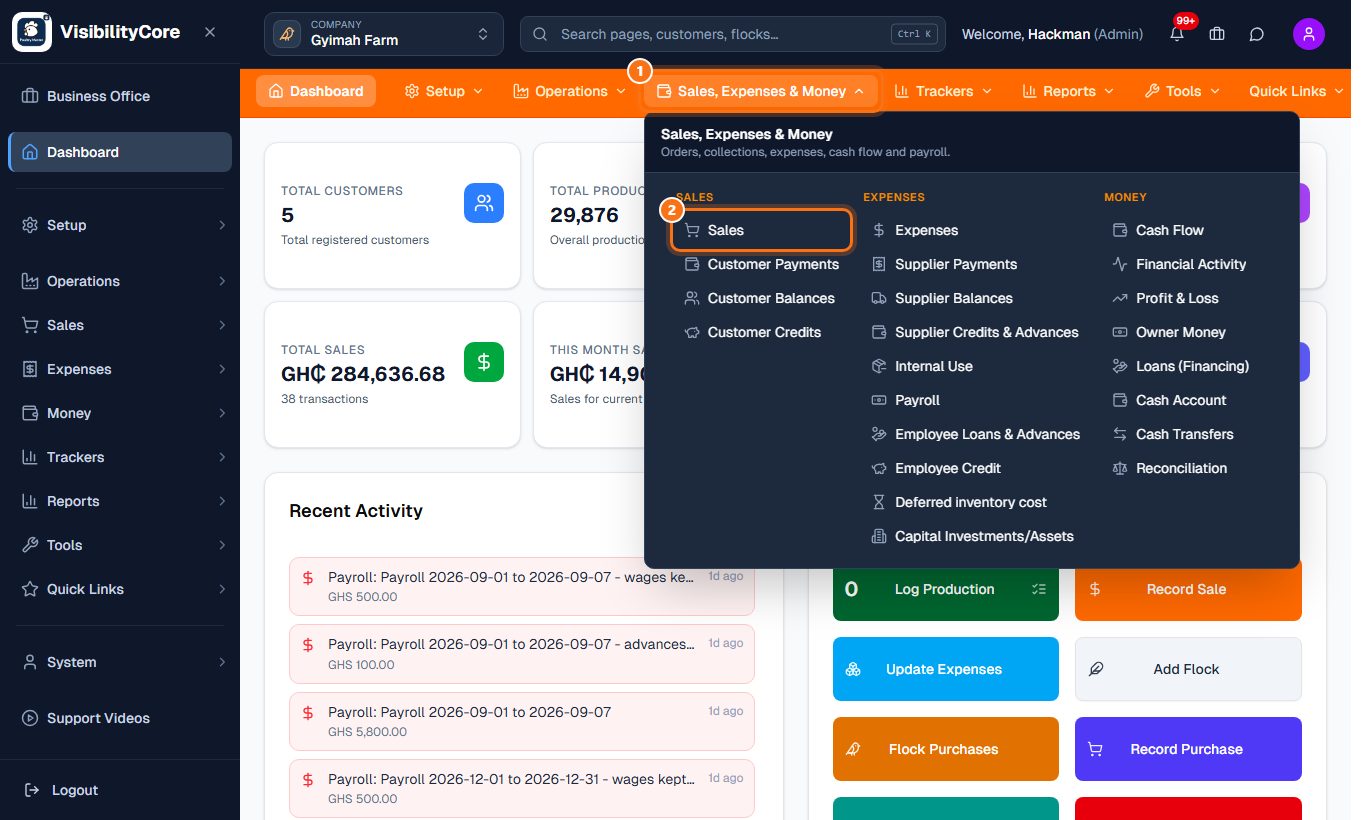 VisibilityCore
COMPANY
Gyimah Farm
Search pages, customers, flocks...
Ctrl K
Welcome, Hackman (Admin)
99+
Business Office
Dashboard
Setup
Operations
Sales
Expenses
Money
Trackers
Reports
Tools
Quick Links
System
Support Videos
Logout
Dashboard
Setup
Operations
1
Sales, Expenses & Money
Trackers
Reports
Tools
Quick Links
Sales, Expenses & Money
Orders, collections, expenses, cash flow and payroll.
SALES
2
Sales
Customer Payments
Customer Balances
Customer Credits
EXPENSES
Expenses
Supplier Payments
Supplier Balances
Supplier Credits & Advances
Internal Use
Payroll
Employee Loans & Advances
Employee Credit
Deferred inventory cost
Capital Investments/Assets
MONEY
Cash Flow
Financial Activity
Profit & Loss
Owner Money
Loans (Financing)
Cash Account
Cash Transfers
Reconciliation
TOTAL CUSTOMERS
5
Total registered customers
TOTAL PRODUC
29,876
Overall productio
TOTAL SALES
GH₵ 284,636.68
38 transactions
THIS MONTH SA
GH₵ 14,90
Sales for current
Recent Activity
Payroll: Payroll 2026-09-01 to 2026-09-07 - wages ke...
1d ago
GHS 500.00
Payroll: Payroll 2026-09-01 to 2026-09-07 - advances...
1d ago
GHS 100.00
Payroll: Payroll 2026-09-01 to 2026-09-07
1d ago
GHS 5,800.00
Payroll: Payroll 2026-12-01 to 2026-12-31 - wages kept...
1d ago
GHS 500.00
0
Log Production
Record Sale
Update Expenses
Add Flock
Flock Purchases
Record Purchase